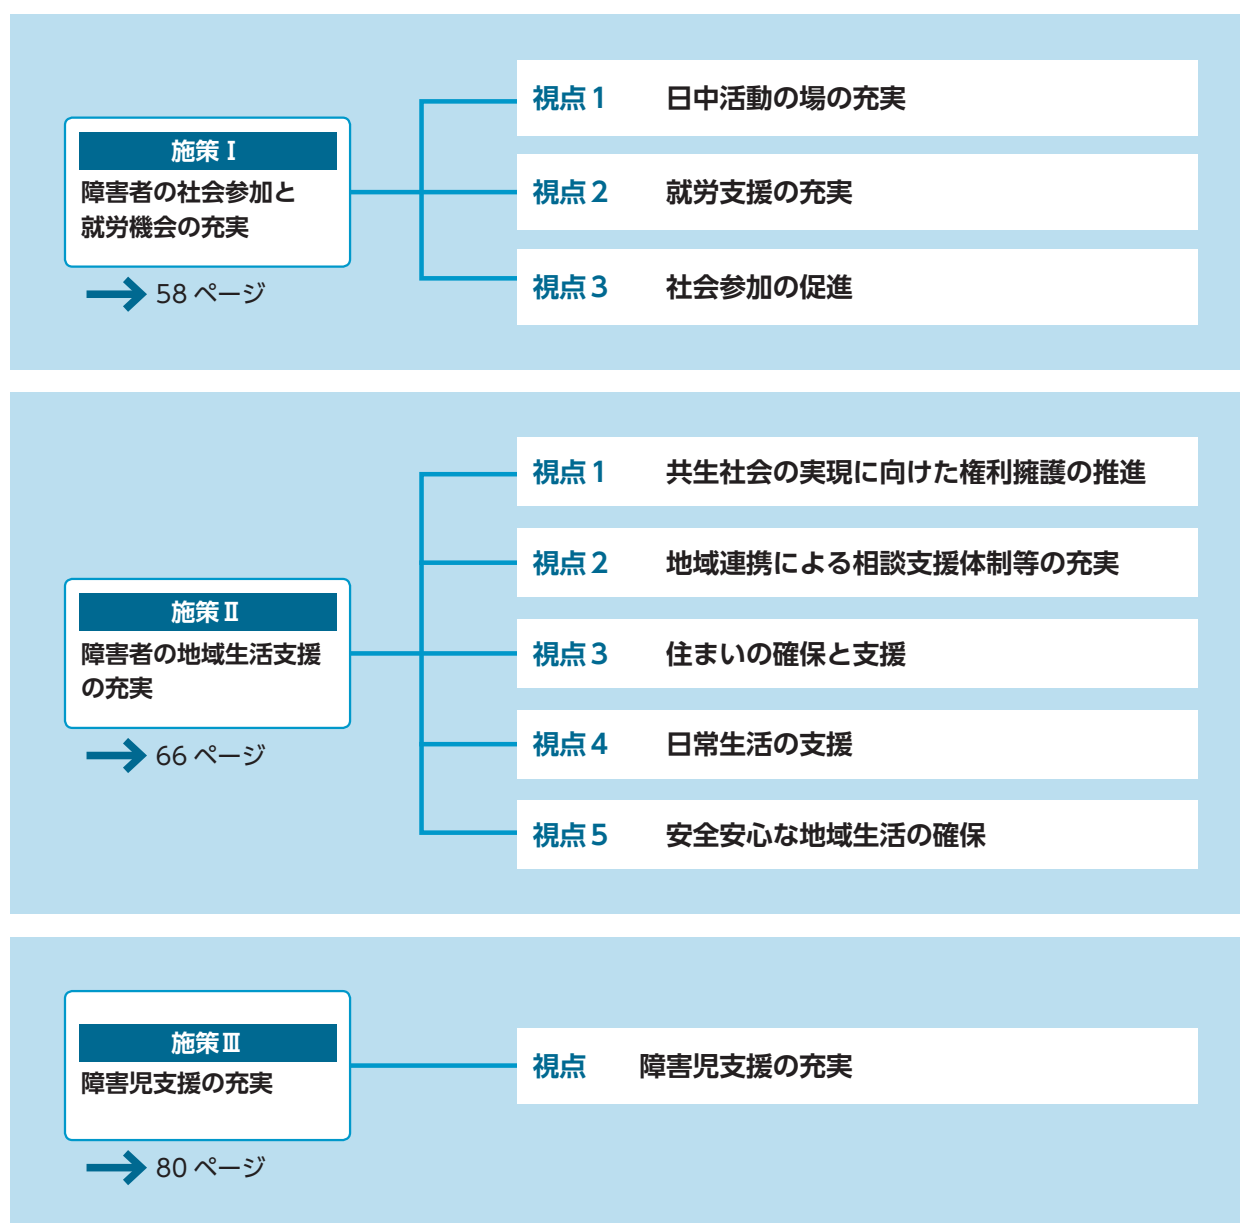 施策Ⅰ
障害者の社会参加と
就労機会の充実
58 ページ
視点1 日中活動の場の充実
視点2 就労支援の充実
視点3 社会参加の促進
施策Ⅱ
障害者の地域生活支援
の充実
66 ページ
視点1 共生社会の実現に向けた権利擁護の推進
視点2 地域連携による相談支援体制等の充実
視点3 住まいの確保と支援
視点4 日常生活の支援
視点5 安全安心な地域生活の確保
施策Ⅲ
障害児支援の充実
80 ページ
視点 障害児支援の充実